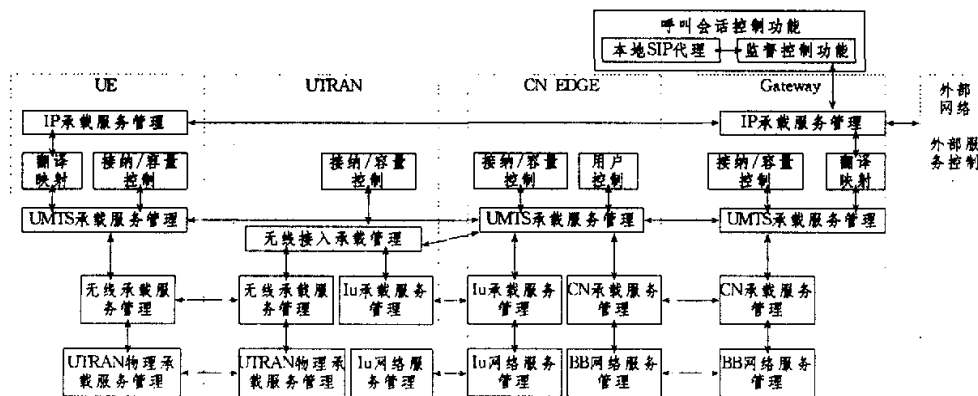 呼叫会话控制功能
本地SIP代理
监督控制功能
UE
UTRAN
CN EDGE
Gateway
外部
网络
IP承载服务管理
IP承载服务管理
外部服
务控制
翻译
映射
接纳/容量
控制
接纳/容量
控制
接纳/容量
控制
用户
控制
接纳/容量
控制
翻译
映射
UMTS承载服务管理
UMTS承载服务管理
UMTS承载服务管理
无线接入承载管理
无线承载服
务管理
无线承载服
务管理
Iu承载服
务管理
Iu承载服务
管理
CN承载服务
管理
CN承载服务
管理
UTRAN物理承
载服务管理
UTRAN物理承
载服务管理
Iu网络服
务管理
Iu网络服务
管理
BB网络服务
管理
BB网络服务
管理